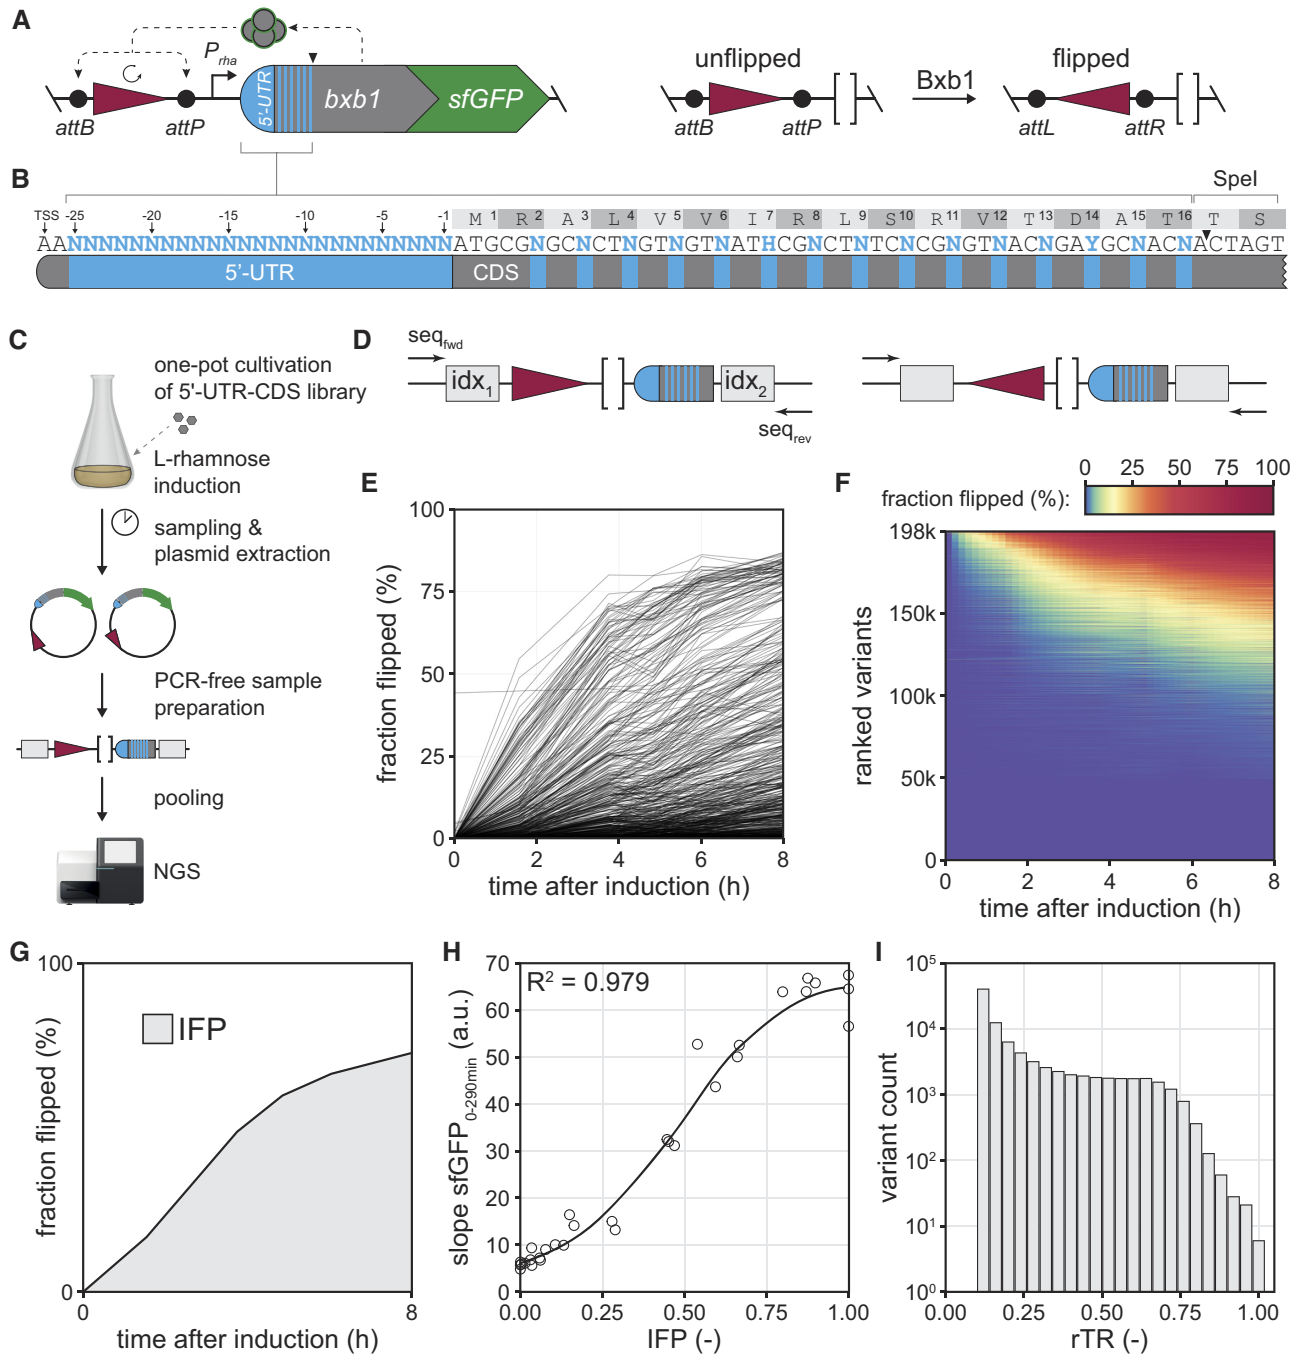 A
P rha
5'-UTR
bxb1
sfGFP
attB
attP
unflipped
Bxb1
flipped
attB
attP
attL
attR
B
SpeI
TSS -25 -20 -15 -10 -5 -1
M 1 R 2 A 3 L 4 V 5 V 6 I 7 R 8 L 9 S 10 R 11 V 12 T 13 D 14 A 15 T 16 T S
AANNNNNNNNNNNNNNNNNNNNNNNNNATGCGNGCNCTNGTNGTNATHCGNCTNTCNCGNGTNACNGAYGCNACNACTAGT
5'-UTR
CDS
C
one-pot cultivation
of 5'-UTR-CDS library
L-rhamnose
induction
sampling &
plasmid extraction
PCR-free sample
preparation
pooling
NGS
D
seq fwd
idx1
idx2
seq rev
E
100
75
50
25
0
0 2 4 6 8
fraction flipped (%)
time after induction (h)
F
0 25 50 75 100
fraction flipped (%):
198k
150k
100k
50k
0
0 2 4 6 8
ranked variants
time after induction (h)
G
100
0
0 8
IFP
fraction flipped (%)
time after induction (h)
H
70
60
50
40
30
20
10
0
R² = 0.979
0.00 0.25 0.50 0.75 1.00
slope sfGFP 0-290min (a.u.)
IFP (-)
I
10⁵
10⁴
10³
10²
10¹
10⁰
0.00 0.25 0.50 0.75 1.00
variant count
rTR (-)